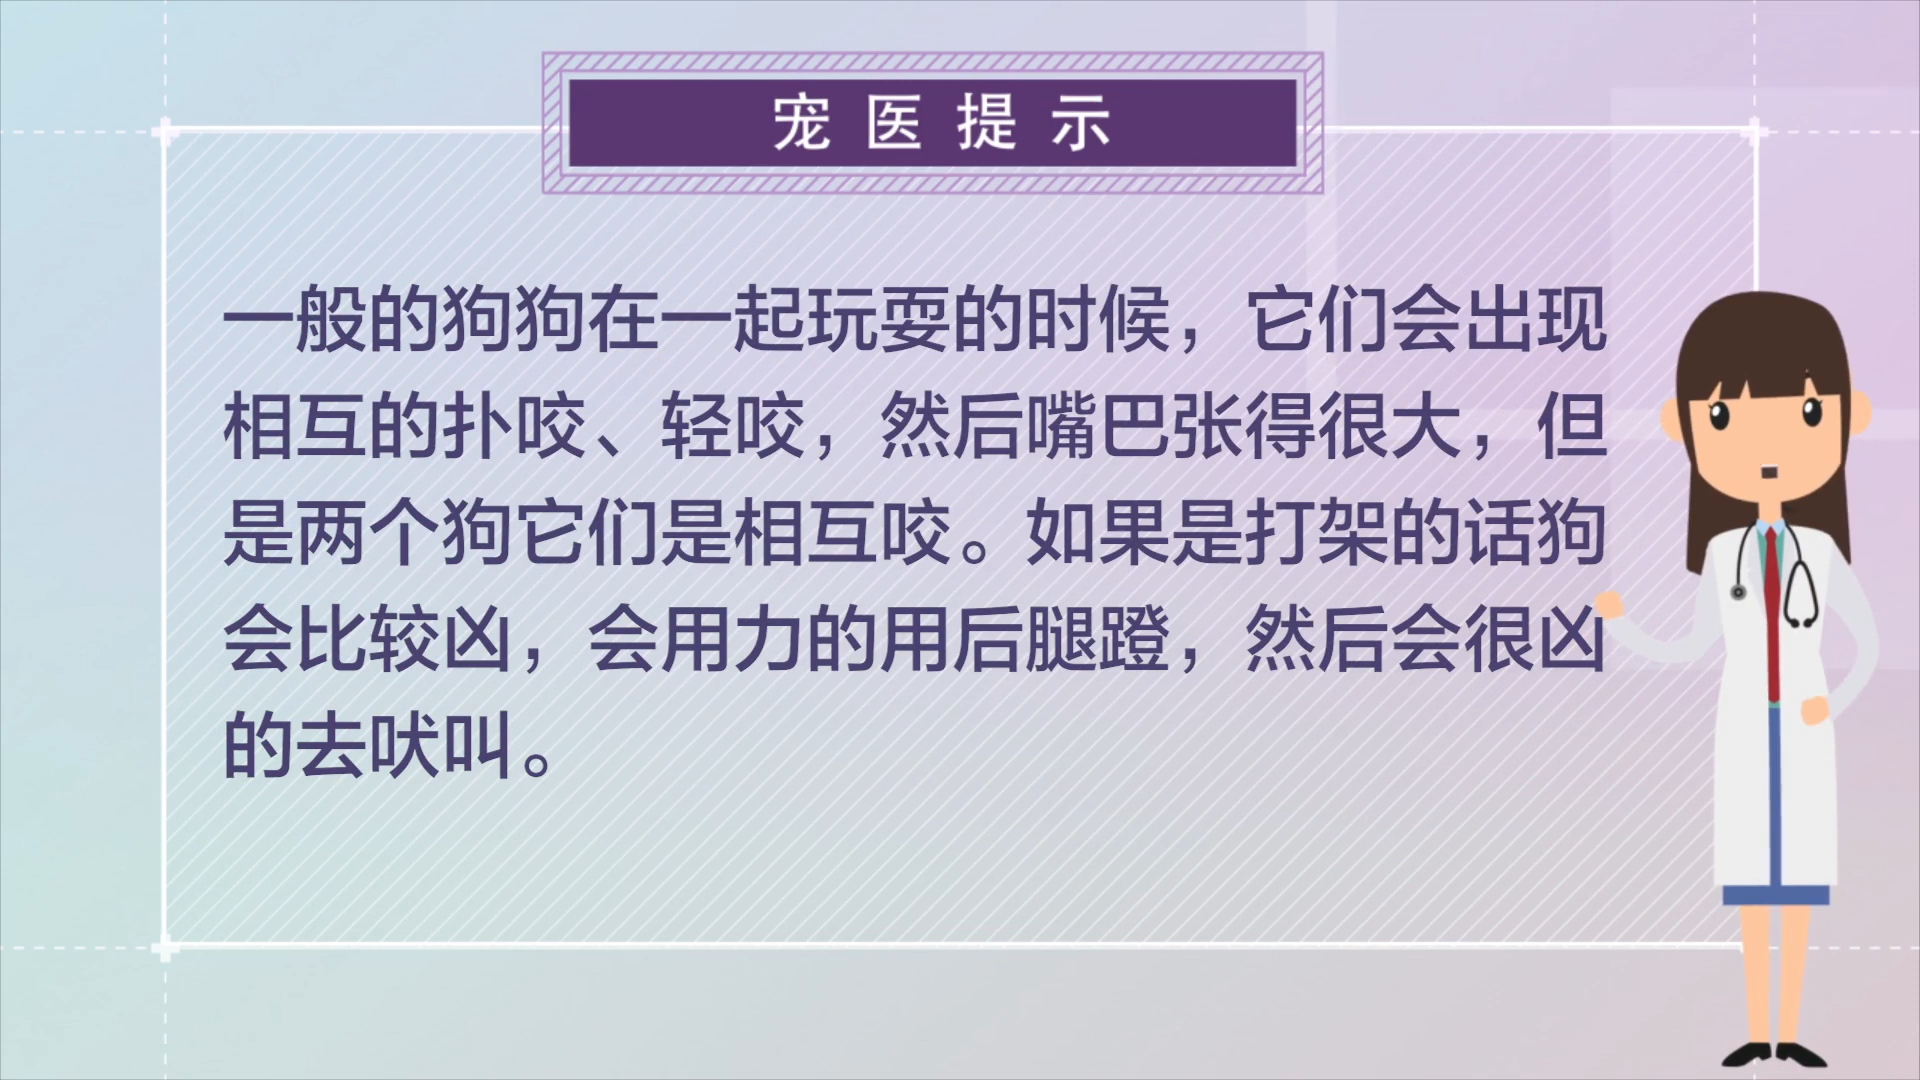 宠医提示
一般的狗狗在一起玩耍的时候，它们会出现
相互的扑咬、轻咬，然后嘴巴张得很大，但
是两个狗它们是相互咬。如果是打架的话狗
会比较凶，会用力的用后腿蹬，然后会很凶
的去吠叫。